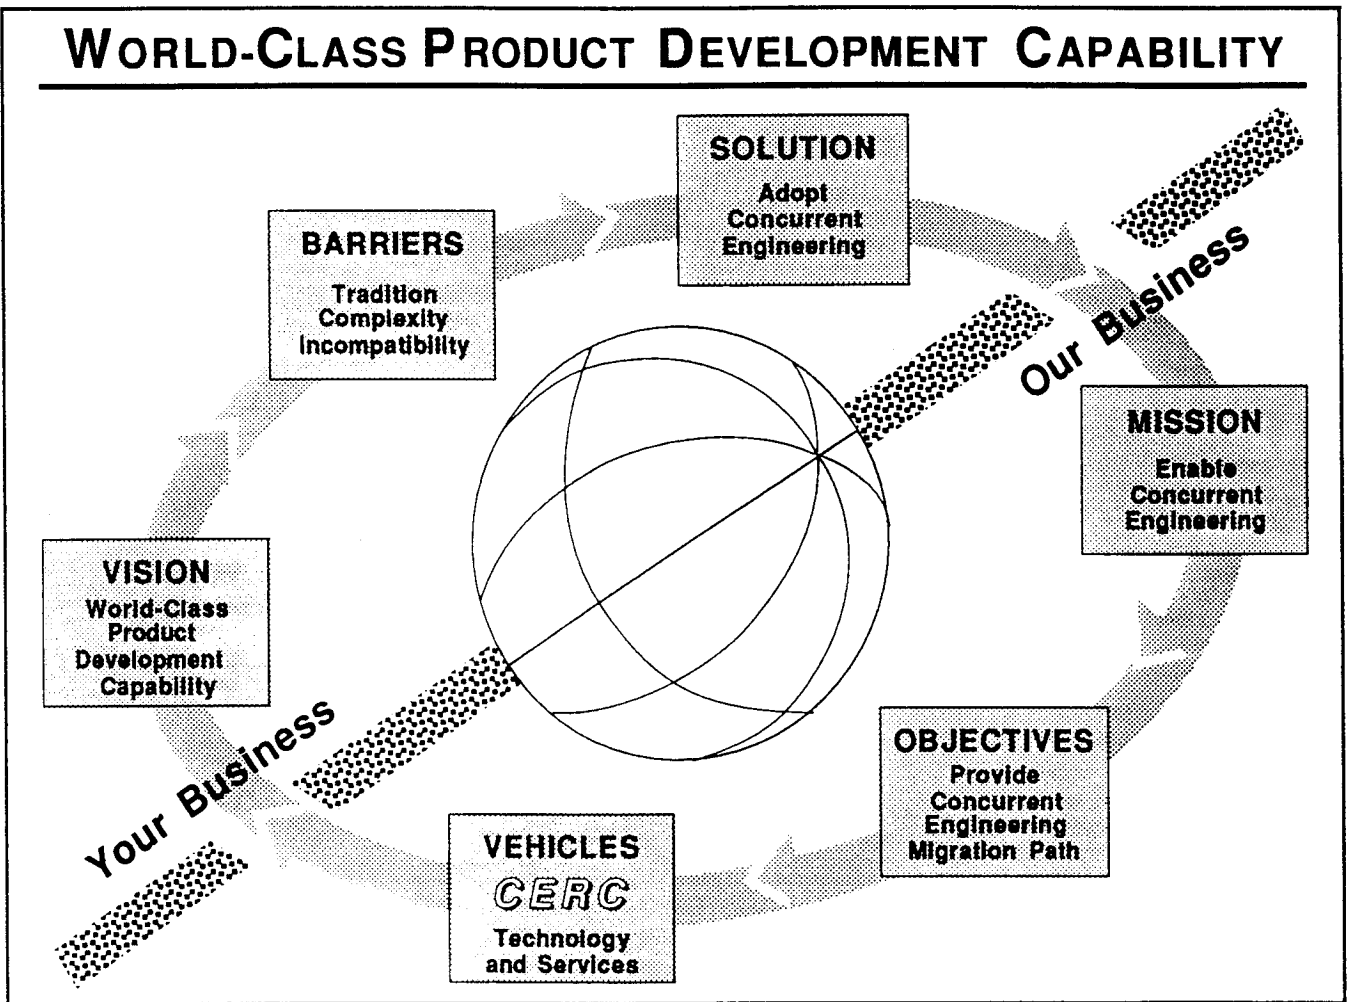 WORLD-CLASS PRODUCT DEVELOPMENT CAPABILITY
SOLUTION
Adopt
Concurrent
Engineering
BARRIERS
Tradition
Complexity
Incompatibility
Our Business
MISSION
Enable
Concurrent
Engineering
VISION
World-Class
Product
Development
Capability
OBJECTIVES
Provide
Concurrent
Engineering
Migration Path
Your Business
VEHICLES
CERC
Technology
and Services